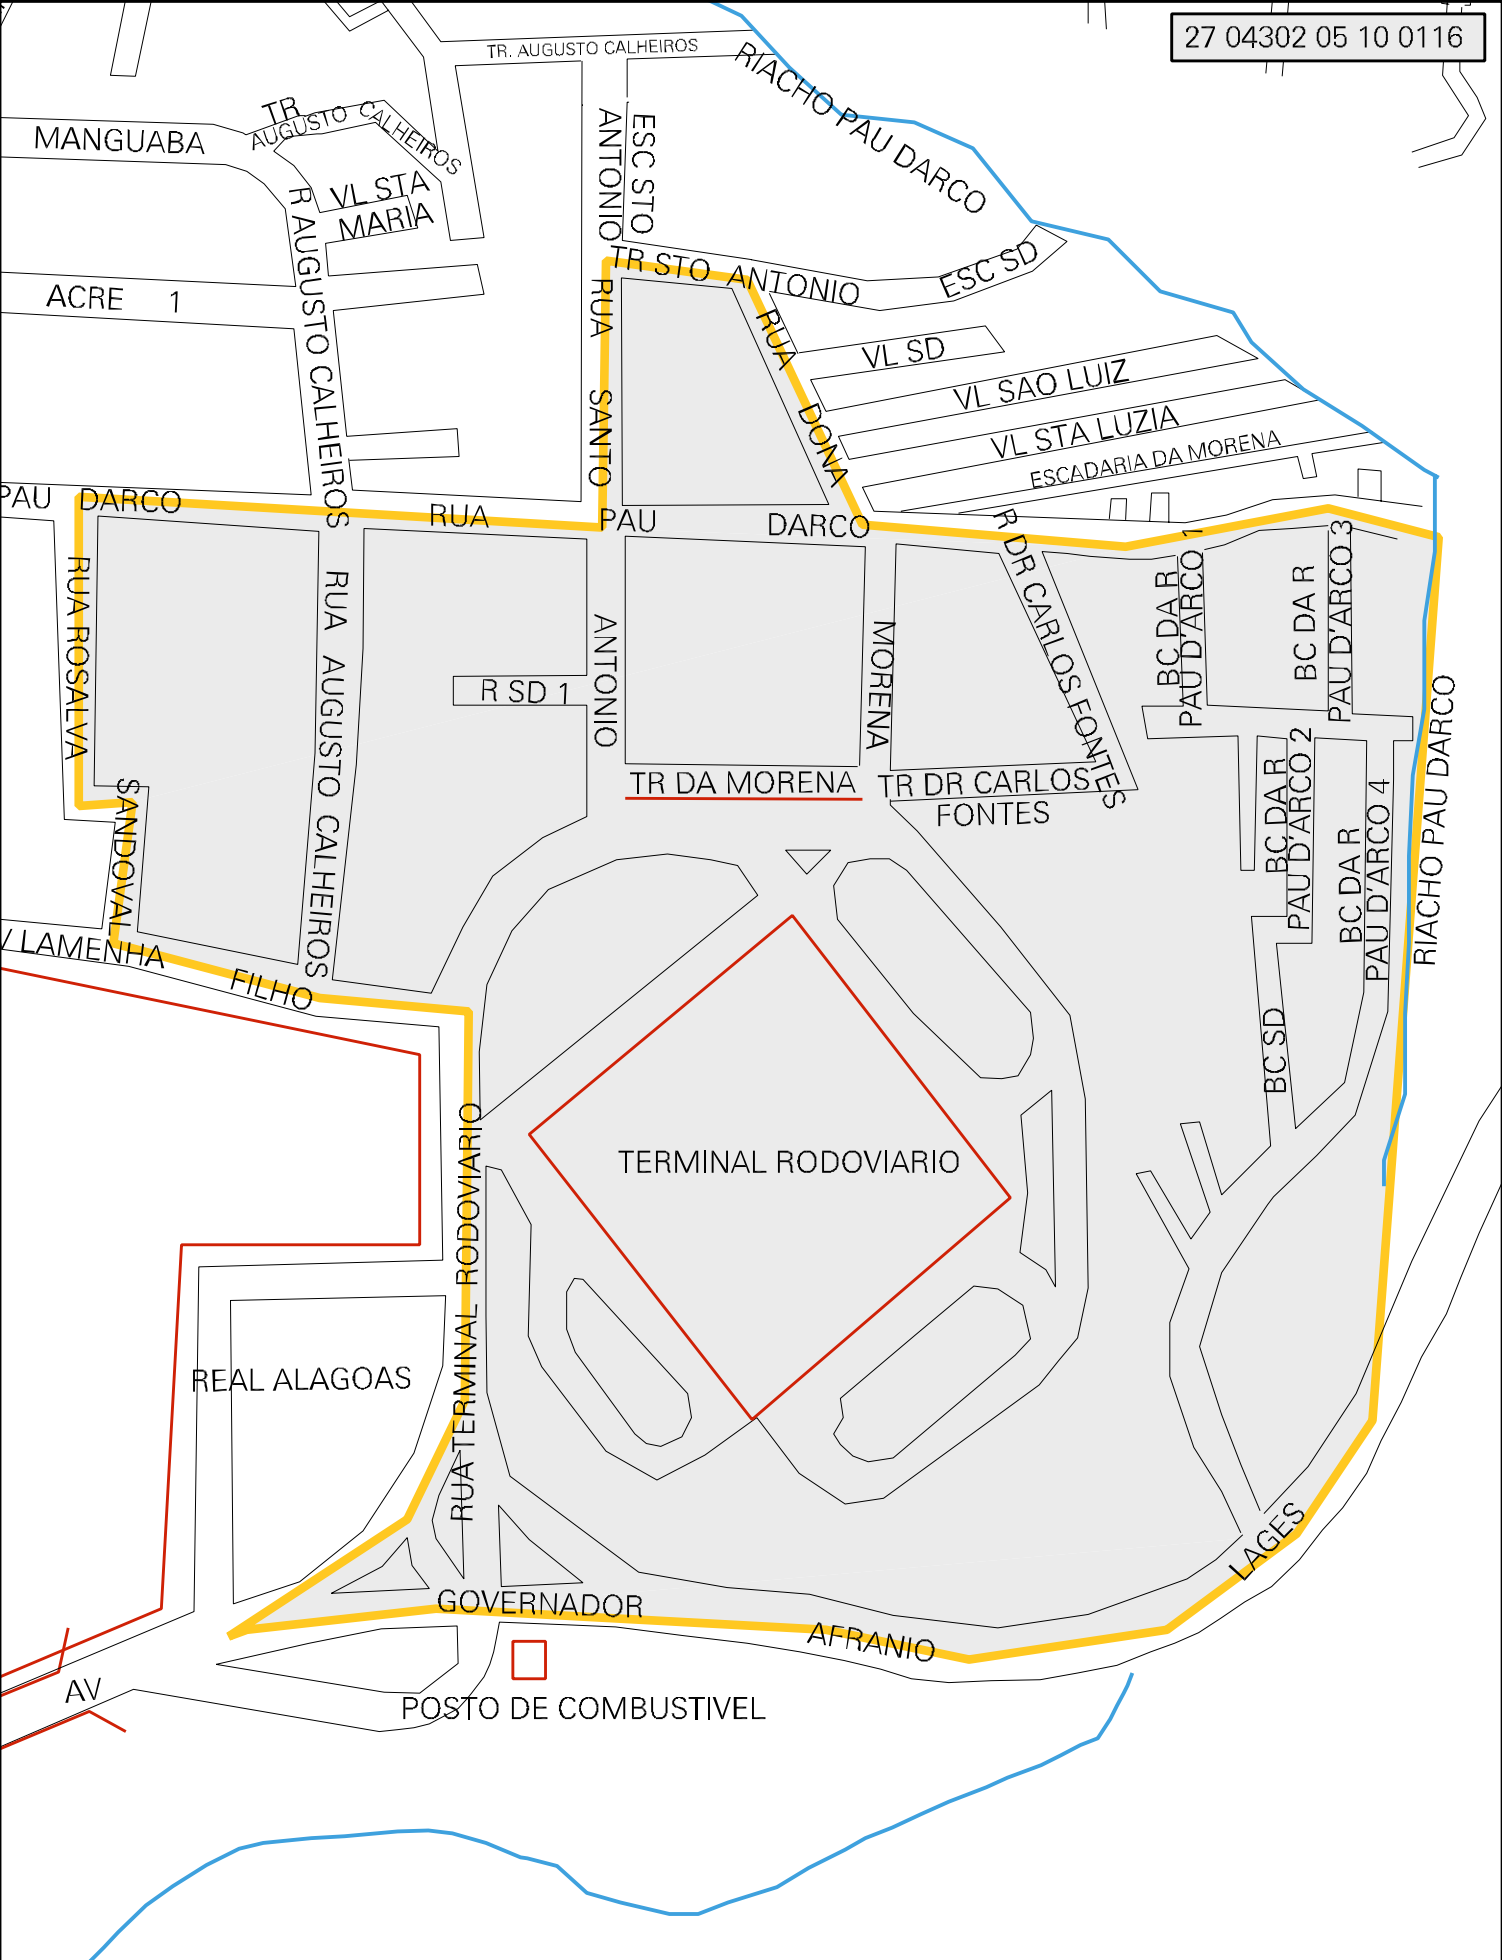 27 04302 05 10 0116
TR. AUGUSTO CALHEIROS
RIACHO PAU DARCO
TR
AUGUSTO CALHEIROS
MANGUABA
ESC STO
ANTONIO
VL STA
MARIA
R AUGUSTO CALHEIROS
TR STO ANTONIO
ESC SD
ACRE 1
RUA SANTO
RUA DONA
VL SD
VL SAO LUIZ
VL STA LUZIA
ESCADARIA DA MORENA
PAU DARCO
RUA
PAU
DARCO
RUA ROSALVA
RUA AUGUSTO CALHEIROS
ANTONIO
MORENA
R DR CARLOS FONTES
BC DA R
PAU D'ARCO 1
BC DA R
PAU D'ARCO 3
R SD 1
RIACHO PAU DARCO
TR DA MORENA
TR DR CARLOS
FONTES
BC DA R
PAU D'ARCO 2
BC DA R
PAU D'ARCO 4
SANDOVAL
LAMENHA
FILHO
BC SD
RUA TERMINAL RODOVIARIO
TERMINAL RODOVIARIO
REAL ALAGOAS
LAGES
GOVERNADOR
AFRANIO
AV
POSTO DE COMBUSTIVEL